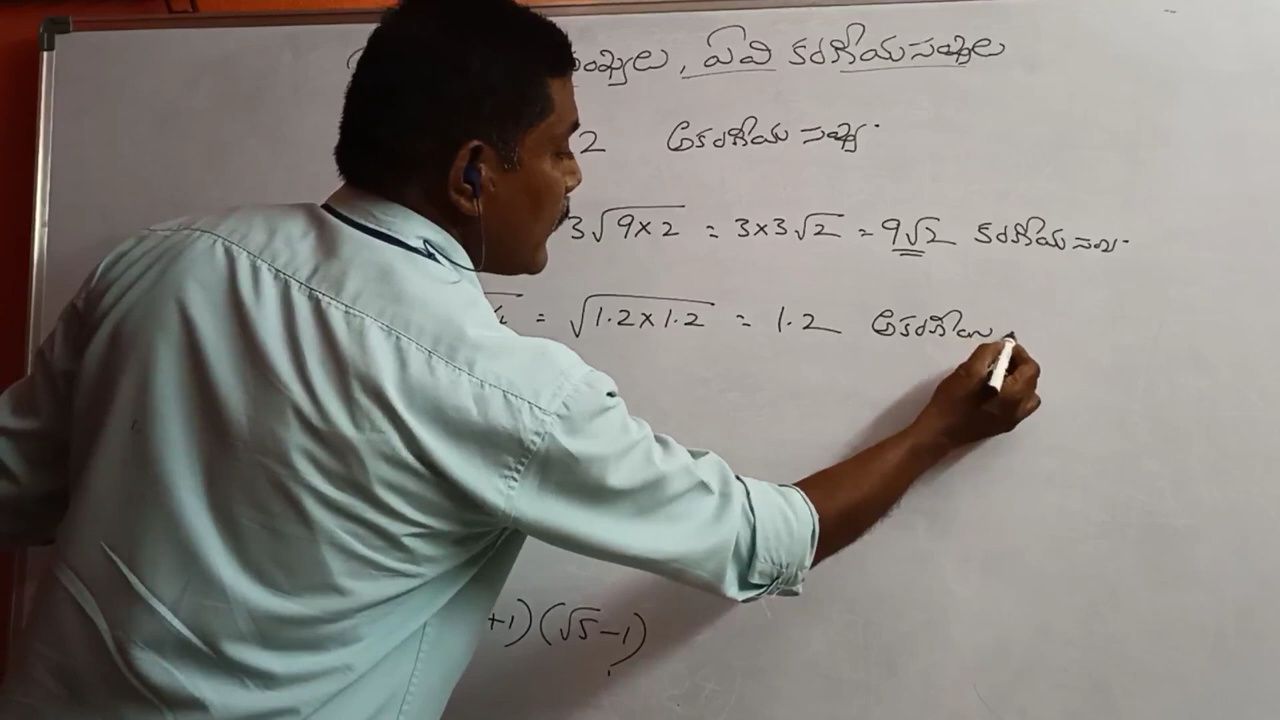 సంఖ్యలు, ఏవి కరణీయ సంఖ్యలు
2 అకరణీయ సంఖ్య.
3√9×2 = 3×3√2 = 9√2 కరణీయ సంఖ్య.
= √1.2×1.2 = 1.2 అకరణీయ
+1)(√5-1)